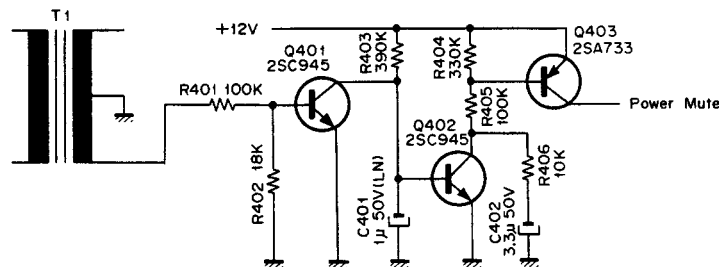 T1
+12V
Q401
2SC945
R401 100K
R402 18K
R403
390K
C401
1μ 50V(LN)
R404
330K
R405
100K
Q402
2SC945
Q403
2SA733
Power Mute
R406
10K
C402
3.3μ 50V